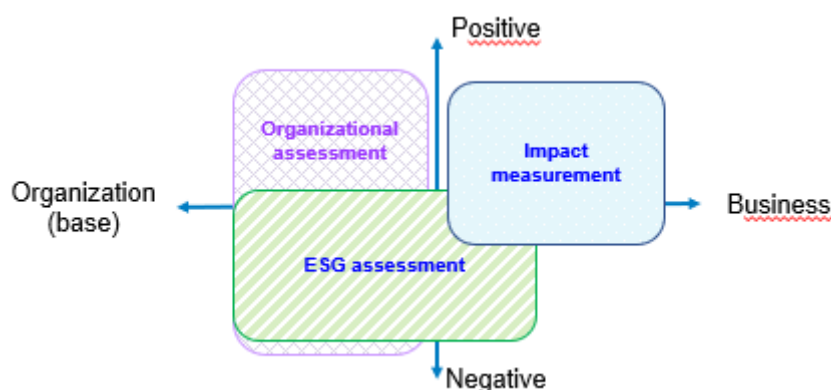 Positive
Organizational
assessment
Impact
measurement
Organization
(base)
Business
ESG assessment
Negative